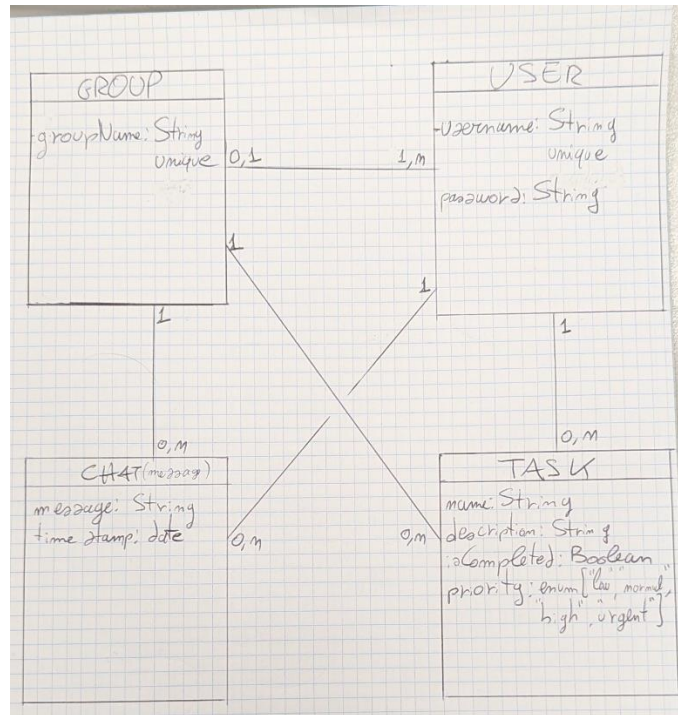 GROUP
groupName: String
unique
0,1
1,n
USER
-username: String
unique
password: String
1
1
1
1
0,n
0,n
CHAT (message)
message: String
time stamp: date
0,n
0,n
TASK
name: String
description: String
isCompleted: Boolean
priority: enum ["low", "normal",
"high", "urgent"]